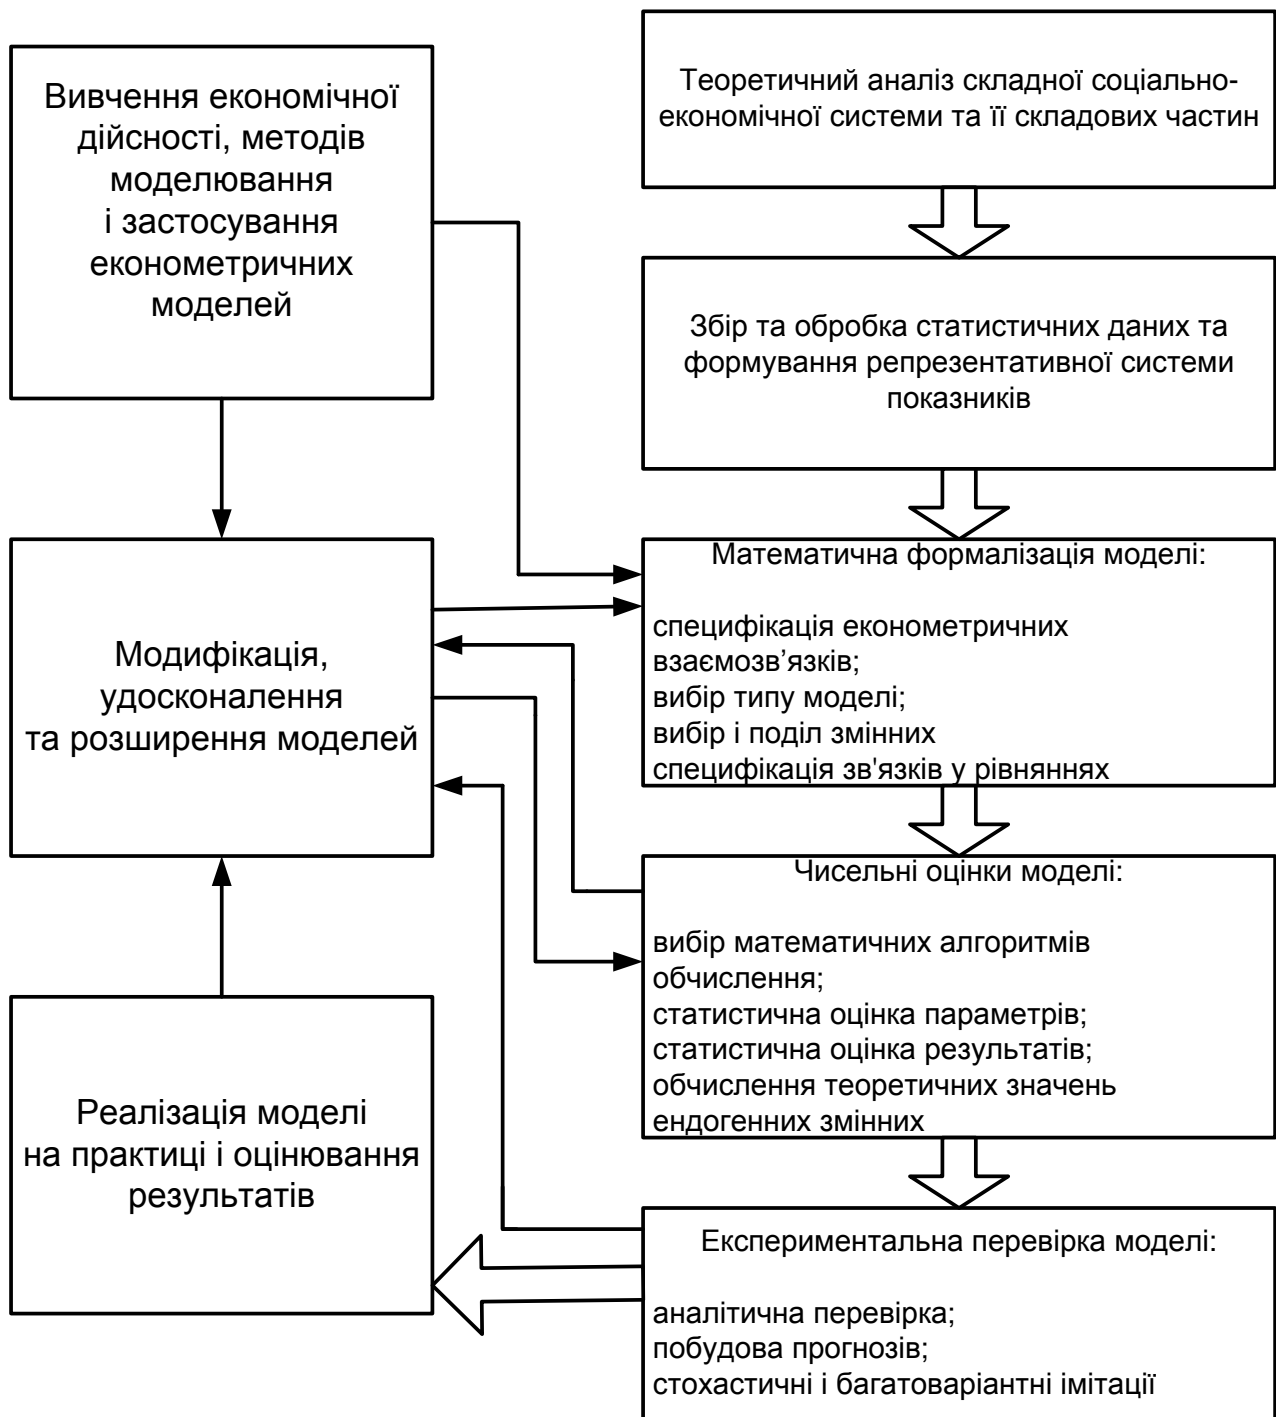 Вивчення економічної
дійсності, методів
моделювання
і застосування
економетричних
моделей
Теоретичний аналіз складної соціально-
економічної системи та її складових частин
Збір та обробка статистичних даних та
формування репрезентативної системи
показників
Модифікація,
удосконалення
та розширення моделей
Математична формалізація моделі:
специфікація економетричних
взаємозв’язків;
вибір типу моделі;
вибір і поділ змінних
специфікація зв'язків у рівняннях
Чисельні оцінки моделі:
вибір математичних алгоритмів
обчислення;
статистична оцінка параметрів;
статистична оцінка результатів;
обчислення теоретичних значень
ендогенних змінних
Реалізація моделі
на практиці і оцінювання
результатів
Експериментальна перевірка моделі:
аналітична перевірка;
побудова прогнозів;
стохастичні і багатоваріантні імітації